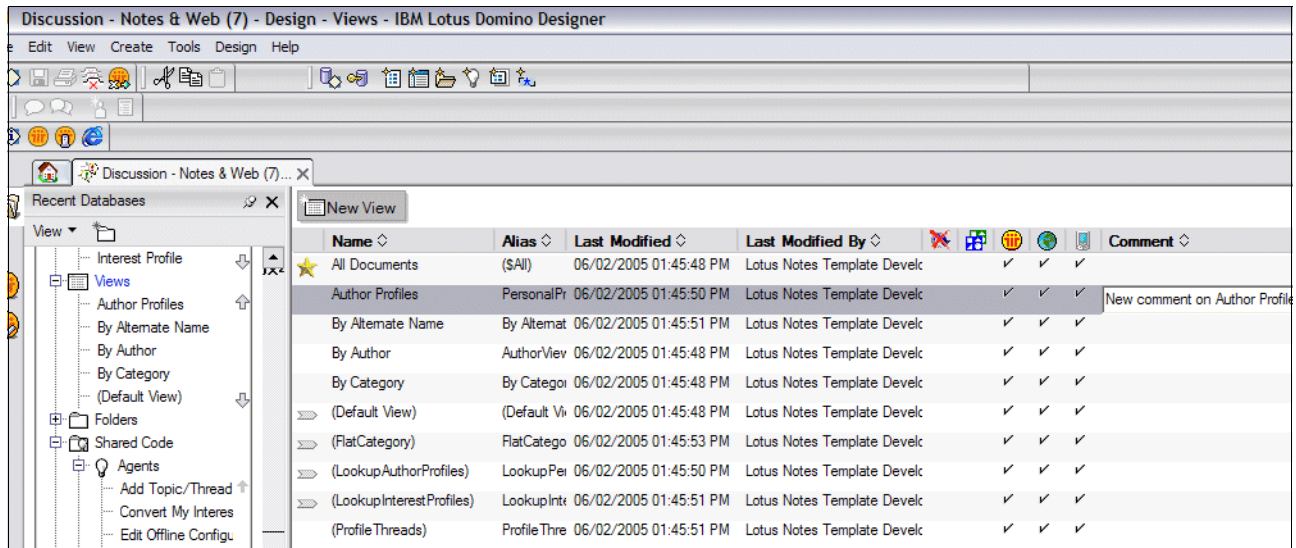 Discussion - Notes & Web (7) - Design - Views - IBM Lotus Domino Designer
Edit View Create Tools Design Help
Discussion - Notes & Web (7)...
Recent Databases
New View
View
Name Alias Last Modified Last Modified By Comment
Interest Profile
All Documents ($All) 06/02/2005 01:45:48 PM Lotus Notes Template Develc
Views
Author Profiles PersonalPr 06/02/2005 01:45:50 PM Lotus Notes Template Develc New comment on Author Profile
Author Profiles
By Alternate Name By Alternat 06/02/2005 01:45:51 PM Lotus Notes Template Develc
By Alternate Name
By Author AuthorView 06/02/2005 01:45:48 PM Lotus Notes Template Develc
By Author
By Category By Categor 06/02/2005 01:45:48 PM Lotus Notes Template Develc
By Category
(Default View)
(Default View) (Default Vi 06/02/2005 01:45:48 PM Lotus Notes Template Develc
Folders
(FlatCategory) FlatCatego 06/02/2005 01:45:53 PM Lotus Notes Template Develc
Shared Code
Agents
(LookupAuthorProfiles) LookupPer 06/02/2005 01:45:50 PM Lotus Notes Template Develc
Add Topic/Thread
(LookupInterestProfiles) LookupInte 06/02/2005 01:45:51 PM Lotus Notes Template Develc
Convert My Interes
(ProfileThreads) ProfileThre 06/02/2005 01:45:51 PM Lotus Notes Template Develc
Edit Offline Configu